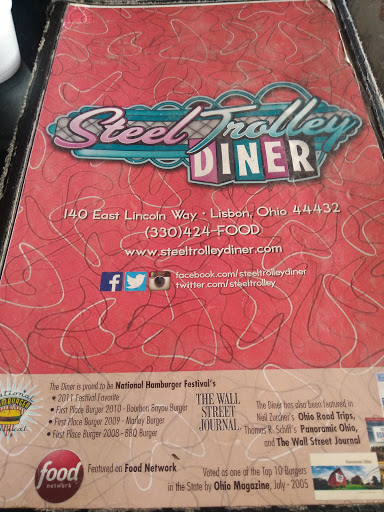 Steel Trolley
DINER
140 East Lincoln Way · Lisbon, Ohio 44432
(330)424-FOOD
www.steeltrolleydiner.com
facebook.com/steeltrolleydiner
twitter.com/steeltrolley
The Diner is proud to be National Hamburger Festival's
• 2011 Festival Favorite
• First Place Burger 2010 - Bourbon Bayou Burger
• First Place Burger 2009 - Marley Burger
• First Place Burger 2008 - BBQ Burger
THE WALL
STREET
JOURNAL.
The Diner has also been featured in
Neil Zurcher's Ohio Road Trips,
Thomas R. Schiff's Panoramic Ohio,
and The Wall Street Journal
food
network
Featured on Food Network
Voted as one of the Top 10 Burgers
in the State by Ohio Magazine, July - 2005